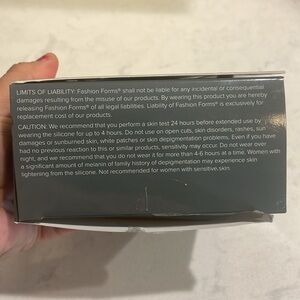 LIMITS OF LIABILITY: Fashion Forms® shall not be liable for any incidental or consequential
damages resulting from the misuse of our products. By wearing this product you are hereby
releasing Fashion Forms® of all legal liabilities. Liability of Fashion Forms® is exclusively for
replacement cost of our products.
CAUTION: We recommend that you perform a skin test 24 hours before extended use by
wearing the silicone for up to 4 hours. Do not use on open cuts, skin disorders, rashes, sun
damages or sunburned skin, white patches or skin depigmentation problems. Even if you have
had no previous reaction to this or similar products, sensitivity may occur. Do not wear over
night, and we recommend that you do not wear it for more than 4-6 hours at a time. Women with
a significant amount of melanin of family history of depigmentation may experience skin
lightening from the silicone. Not recommended for women with sensitive skin.